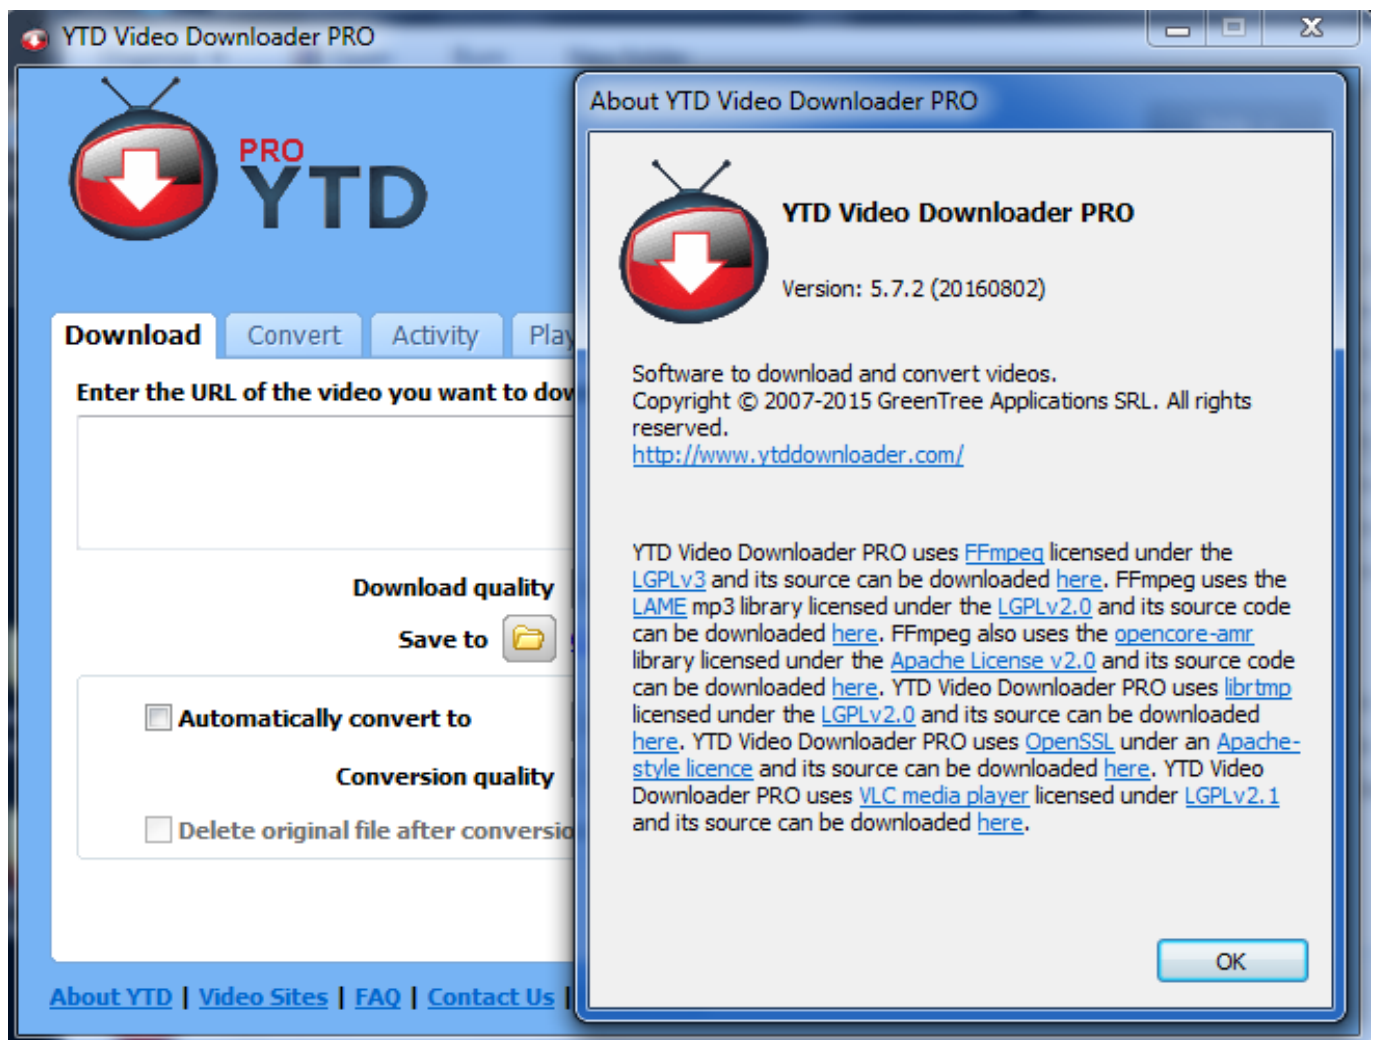 YTD Video Downloader PRO
PRO
YTD
Download
Convert
Activity
Play
Enter the URL of the video you want to dow
Download quality
Save to
Automatically convert to
Conversion quality
Delete original file after conversio
About YTD | Video Sites | FAQ | Contact Us |
About YTD Video Downloader PRO
YTD Video Downloader PRO
Version: 5.7.2 (20160802)
Software to download and convert videos.
Copyright © 2007-2015 GreenTree Applications SRL. All rights
reserved.
http://www.ytddownloader.com/
YTD Video Downloader PRO uses FFmpeg licensed under the
LGPLv3 and its source can be downloaded here. FFmpeg uses the
LAME mp3 library licensed under the LGPLv2.0 and its source code
can be downloaded here. FFmpeg also uses the opencore-amr
library licensed under the Apache License v2.0 and its source code
can be downloaded here. YTD Video Downloader PRO uses librtmp
licensed under the LGPLv2.0 and its source can be downloaded
here. YTD Video Downloader PRO uses OpenSSL under an Apache-
style licence and its source can be downloaded here. YTD Video
Downloader PRO uses VLC media player licensed under LGPLv2.1
and its source can be downloaded here.
OK